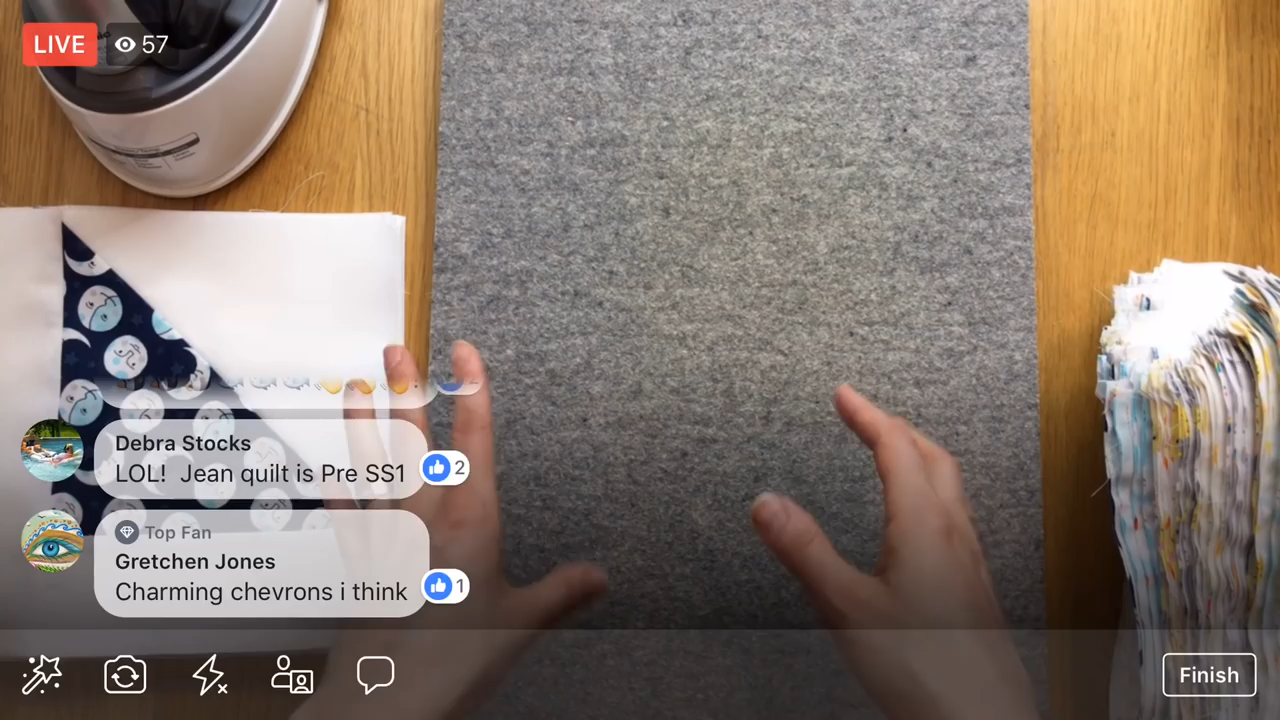 LIVE 57
Debra Stocks
LOL! Jean quilt is Pre SS1
2
Top Fan
Gretchen Jones
Charming chevrons i think
1
Finish